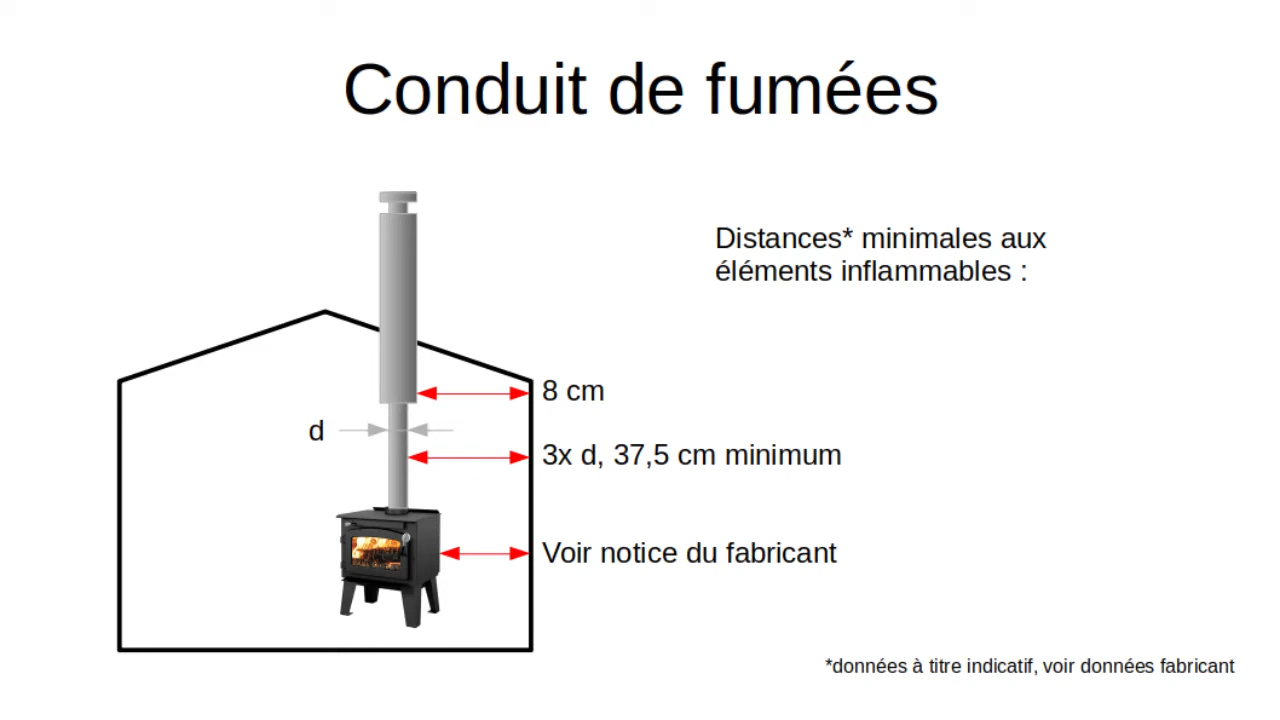 Conduit de fumées
Distances* minimales aux
éléments inflammables :
8 cm
d
3x d, 37,5 cm minimum
Voir notice du fabricant
*données à titre indicatif, voir données fabricant